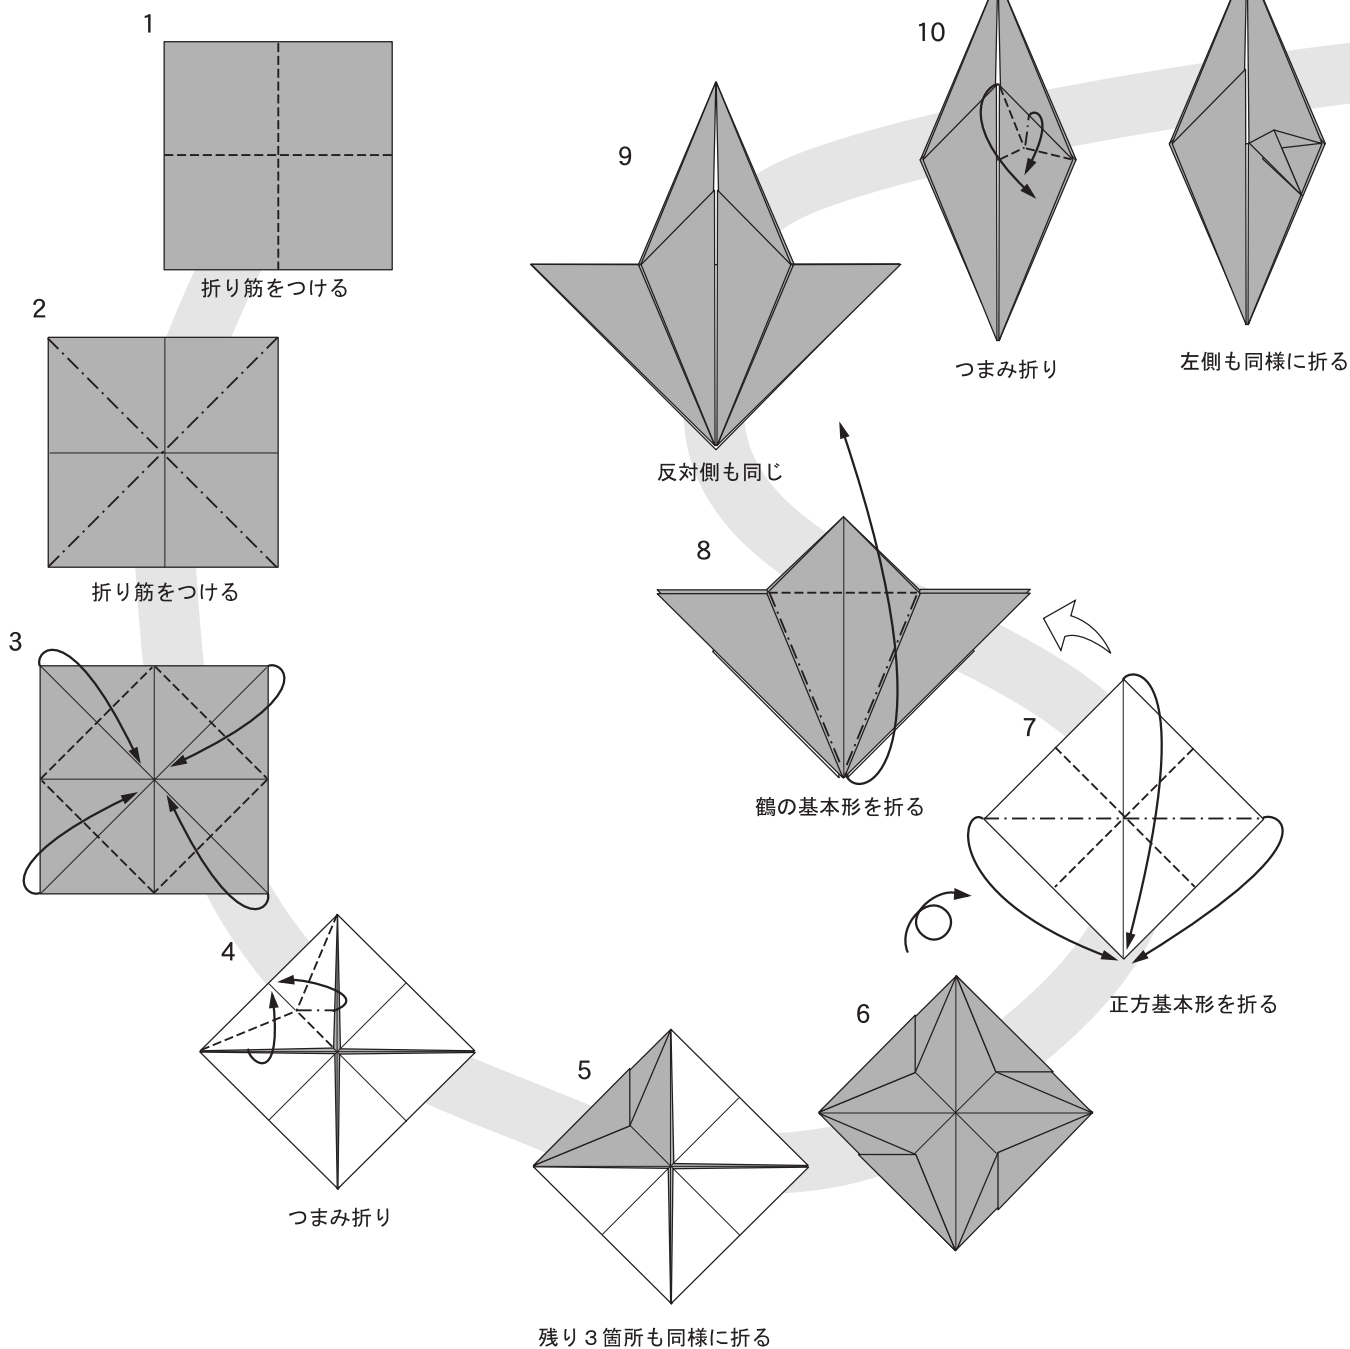 1
折り筋をつける
2
折り筋をつける
3
4
つまみ折り
5
残り３箇所も同様に折る
6
7
正方基本形を折る
8
鶴の基本形を折る
9
反対側も同じ
10
つまみ折り
左側も同様に折る